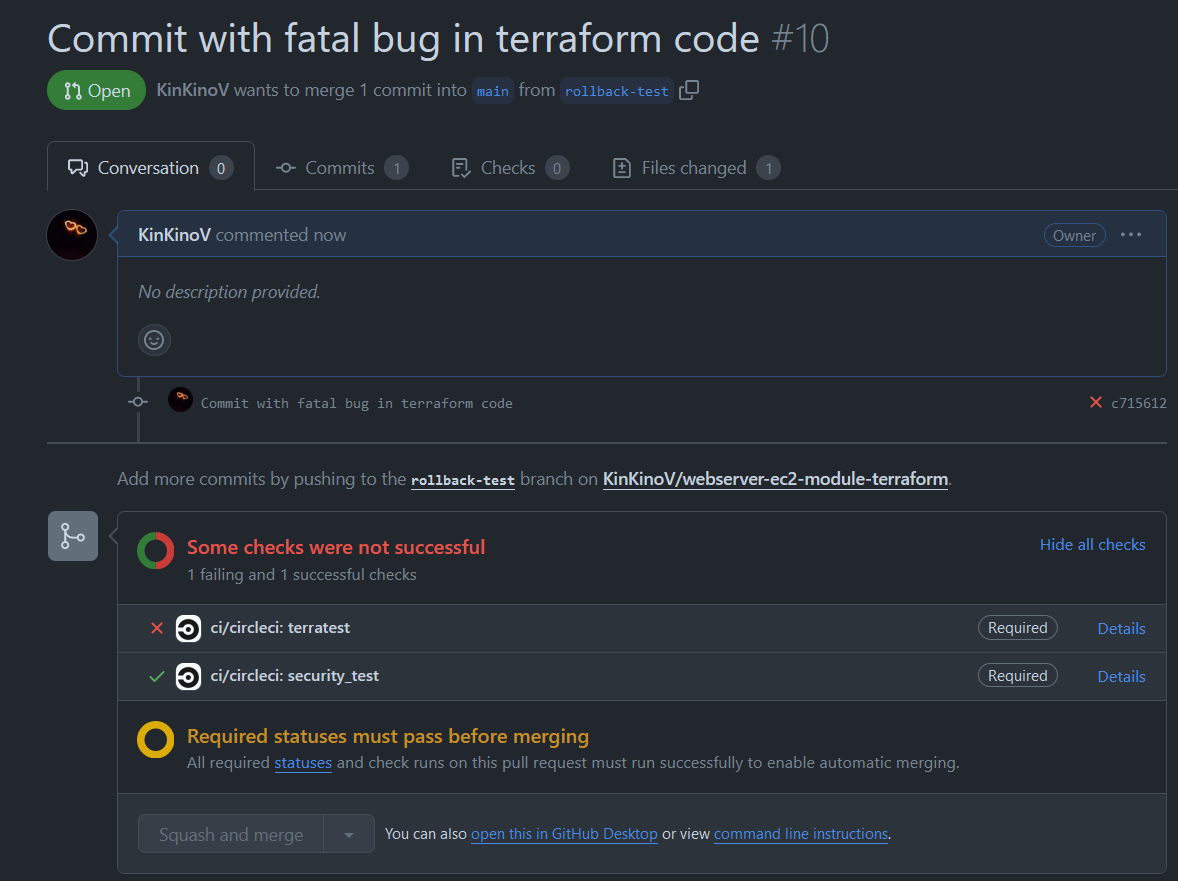 Commit with fatal bug in terraform code #10
Open KinKinoV wants to merge 1 commit into main from rollback-test
Conversation 0 Commits 1 Checks 0 Files changed 1
KinKinoV commented now Owner
No description provided.
Commit with fatal bug in terraform code c715612
Add more commits by pushing to the rollback-test branch on KinKinoV/webserver-ec2-module-terraform.
Some checks were not successful Hide all checks
1 failing and 1 successful checks
ci/circleci: terratest Required Details
ci/circleci: security_test Required Details
Required statuses must pass before merging
All required statuses and check runs on this pull request must run successfully to enable automatic merging.
Squash and merge You can also open this in GitHub Desktop or view command line instructions.